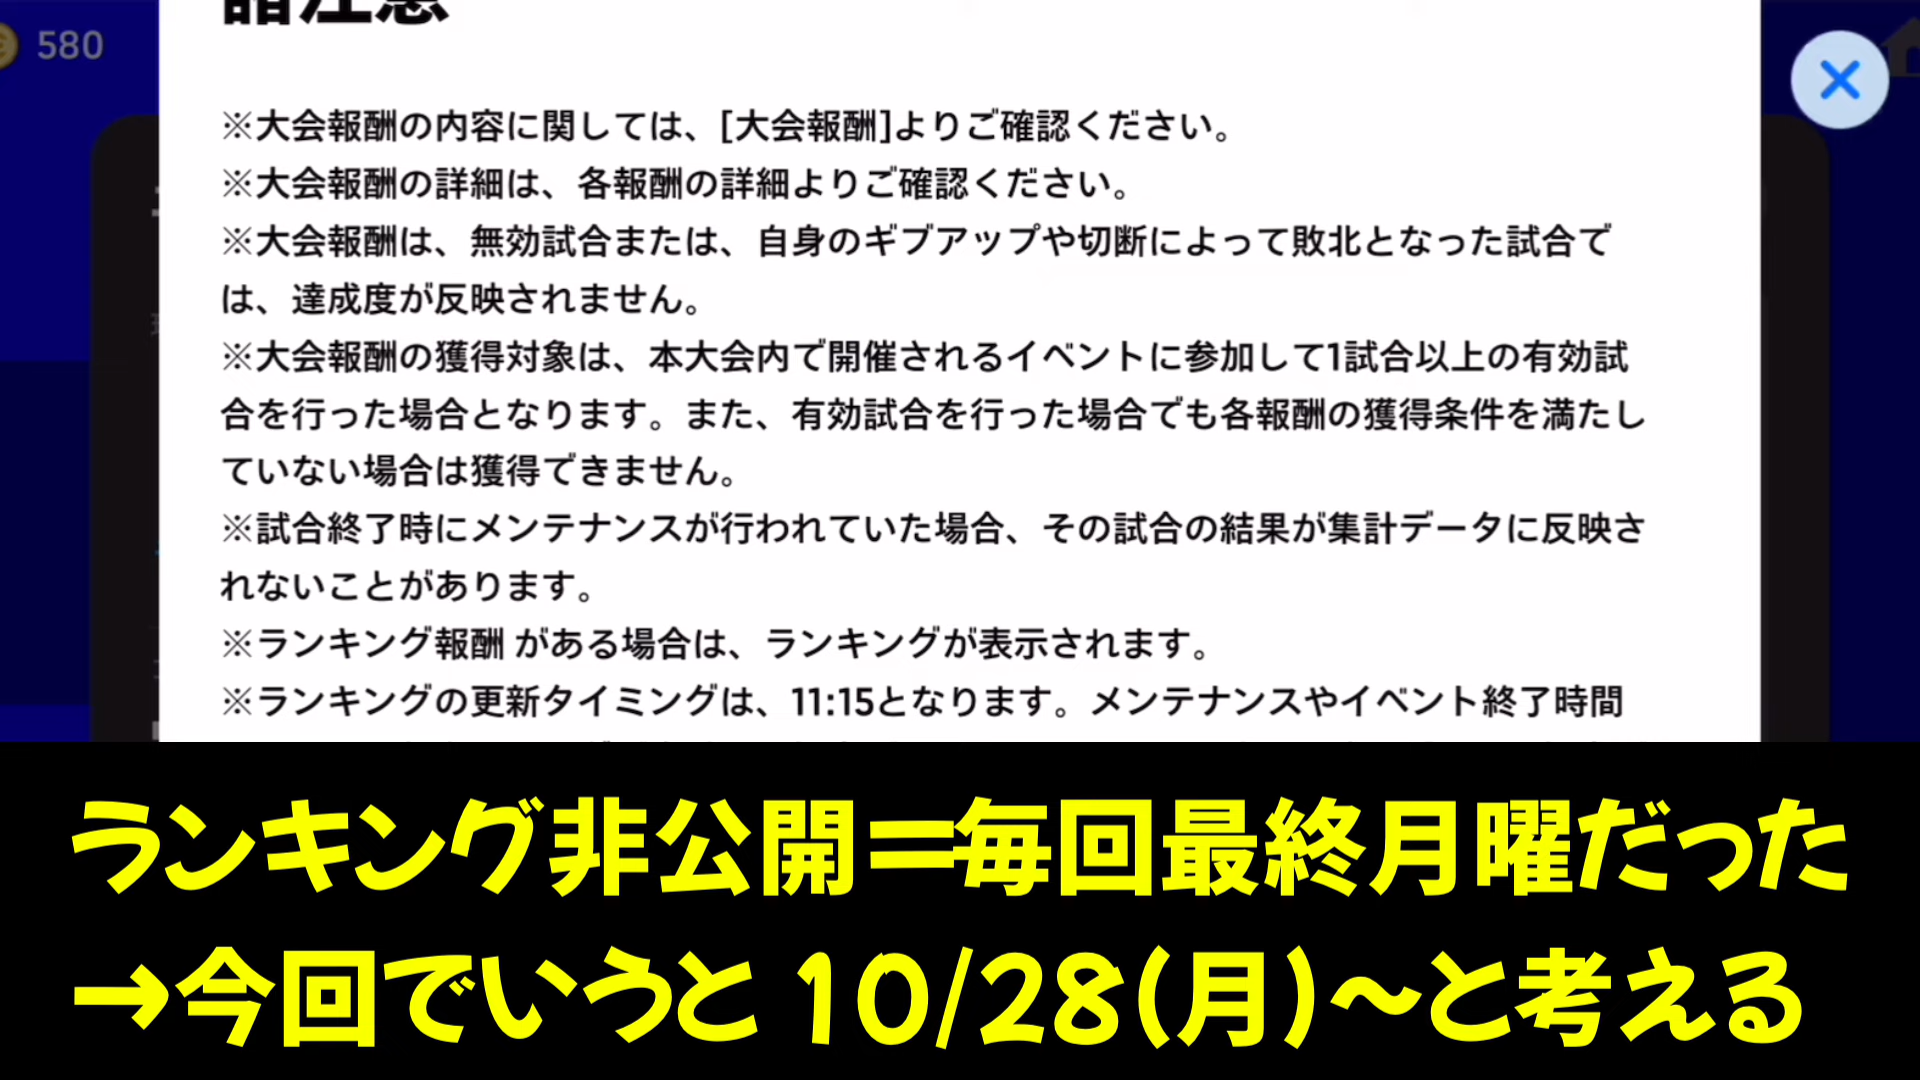 580
諸注意
※大会報酬の内容に関しては、[大会報酬]よりご確認ください。
※大会報酬の詳細は、各報酬の詳細よりご確認ください。
※大会報酬は、無効試合または、自身のギブアップや切断によって敗北となった試合で
は、達成度が反映されません。
※大会報酬の獲得対象は、本大会内で開催されるイベントに参加して1試合以上の有効試
合を行った場合となります。また、有効試合を行った場合でも各報酬の獲得条件を満たし
ていない場合は獲得できません。
※試合終了時にメンテナンスが行われていた場合、その試合の結果が集計データに反映さ
れないことがあります。
※ランキング報酬 がある場合は、ランキングが表示されます。
※ランキングの更新タイミングは、11:15となります。メンテナンスやイベント終了時間
ランキング非公開=毎回最終月曜だった
→今回でいうと 10/28(月)～と考える